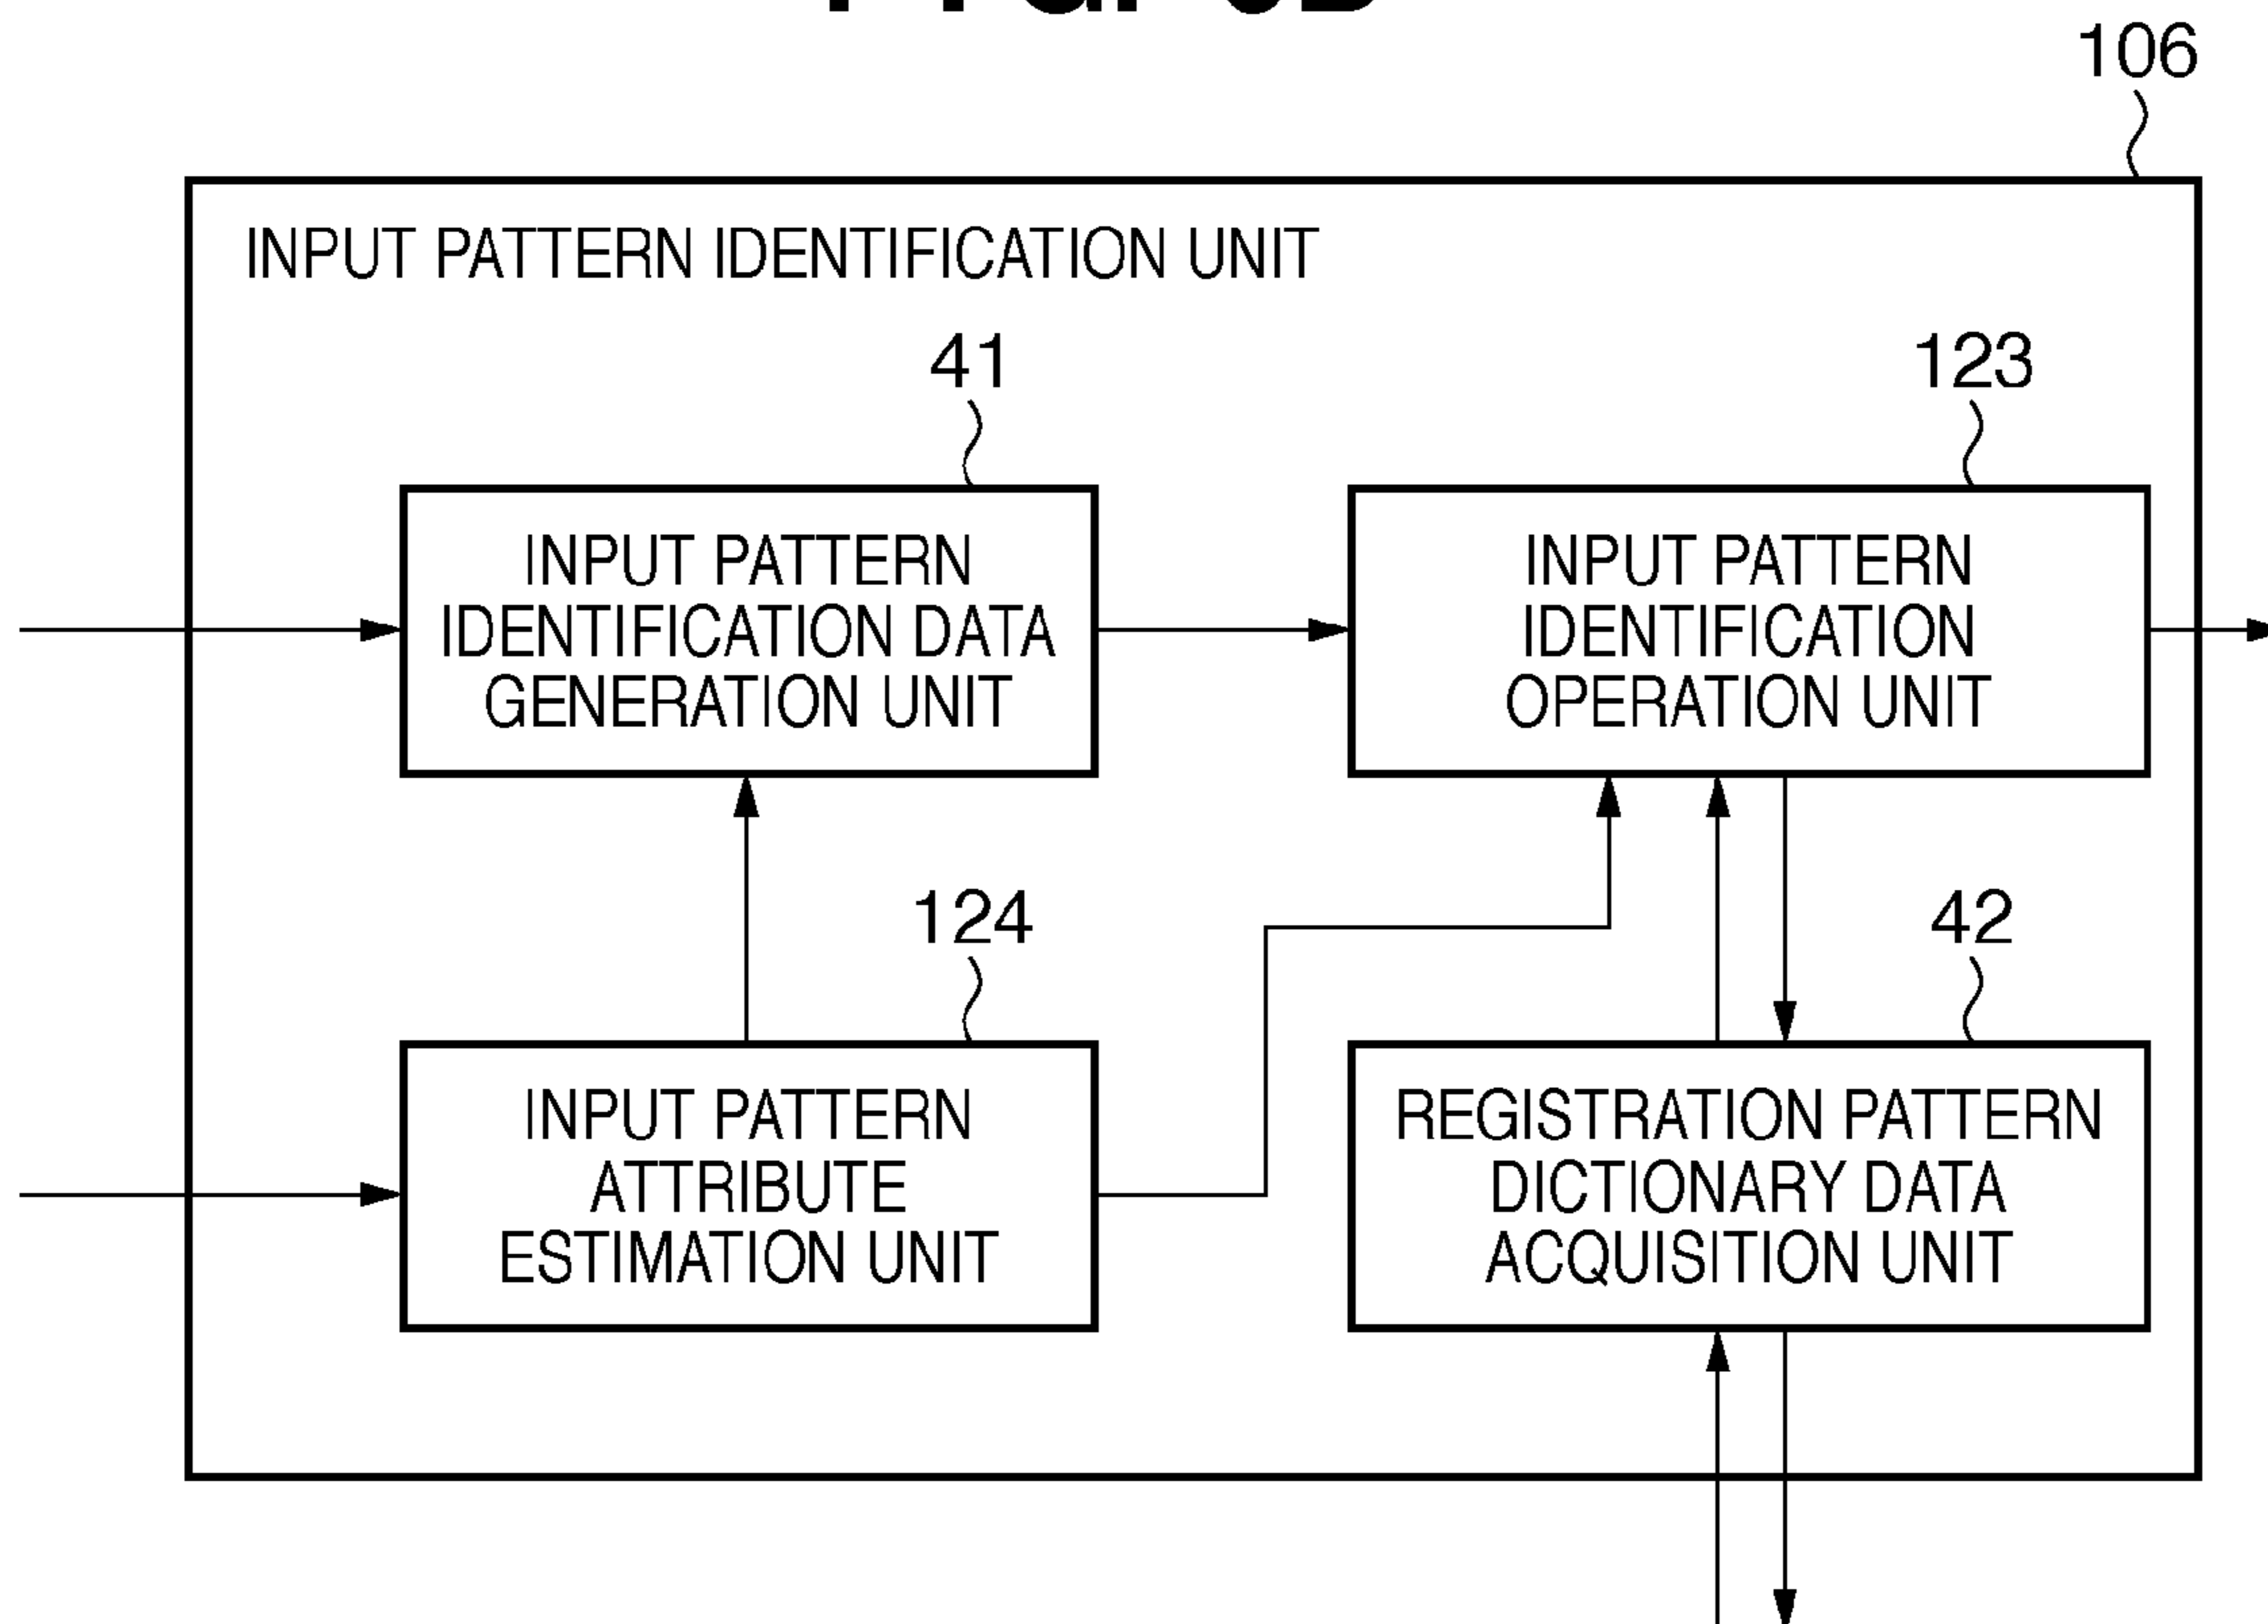 106
INPUT PATTERN IDENTIFICATION UNIT
41
123
INPUT PATTERN
IDENTIFICATION DATA
GENERATION UNIT
INPUT PATTERN
IDENTIFICATION
OPERATION UNIT
124
42
INPUT PATTERN
ATTRIBUTE
ESTIMATION UNIT
REGISTRATION PATTERN
DICTIONARY DATA
ACQUISITION UNIT